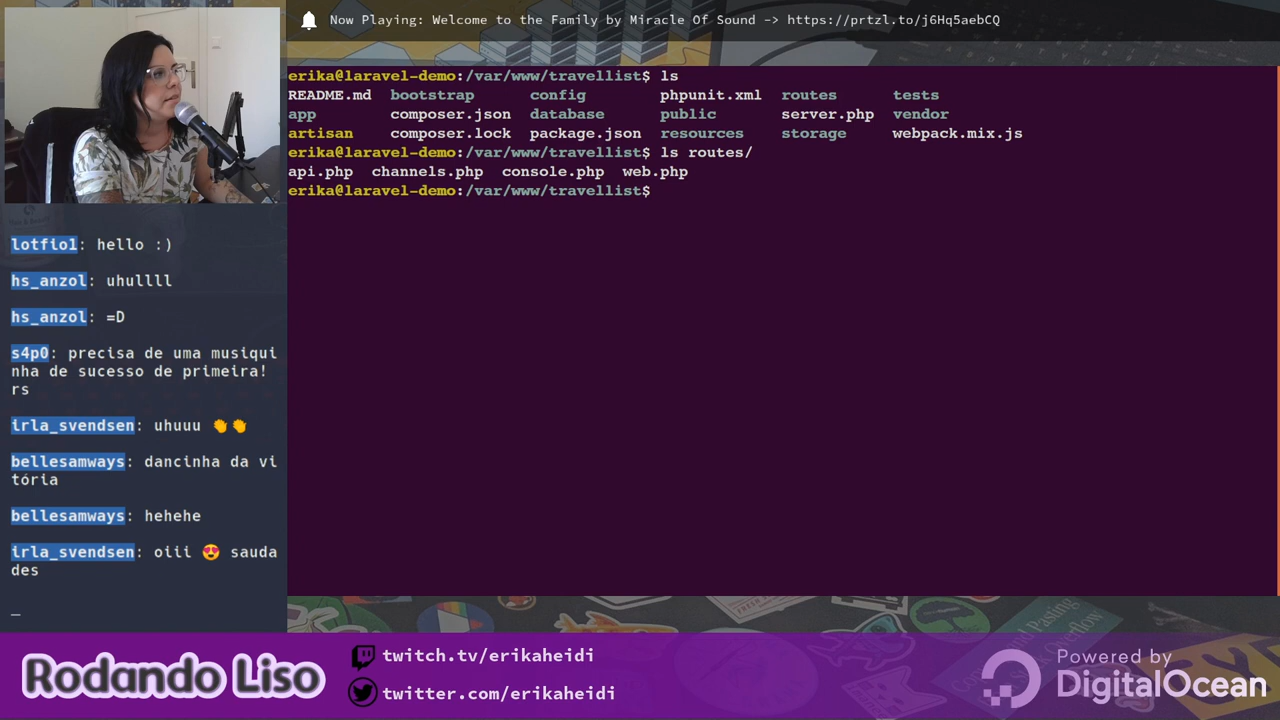 Now Playing: Welcome to the Family by Miracle Of Sound -> https://prtzl.to/j6Hq5aebCQ
erika@laravel-demo:/var/www/travellist$ ls
README.md bootstrap config phpunit.xml routes tests
app composer.json database public server.php vendor
artisan composer.lock package.json resources storage webpack.mix.js
erika@laravel-demo:/var/www/travellist$ ls routes/
api.php channels.php console.php web.php
erika@laravel-demo:/var/www/travellist$
lotfio1: hello :)
hs_anzol: uhullll
hs_anzol: =D
s4p0: precisa de uma musiqui
nha de sucesso de primeira!
rs
irla_svendsen: uhuuu 👏👏
bellesamways: dancinha da vi
tória
bellesamways: hehehe
irla_svendsen: oiii 😍 sauda
des
_
Rodando Liso
twitch.tv/erikaheidi
twitter.com/erikaheidi
Powered by
DigitalOcean